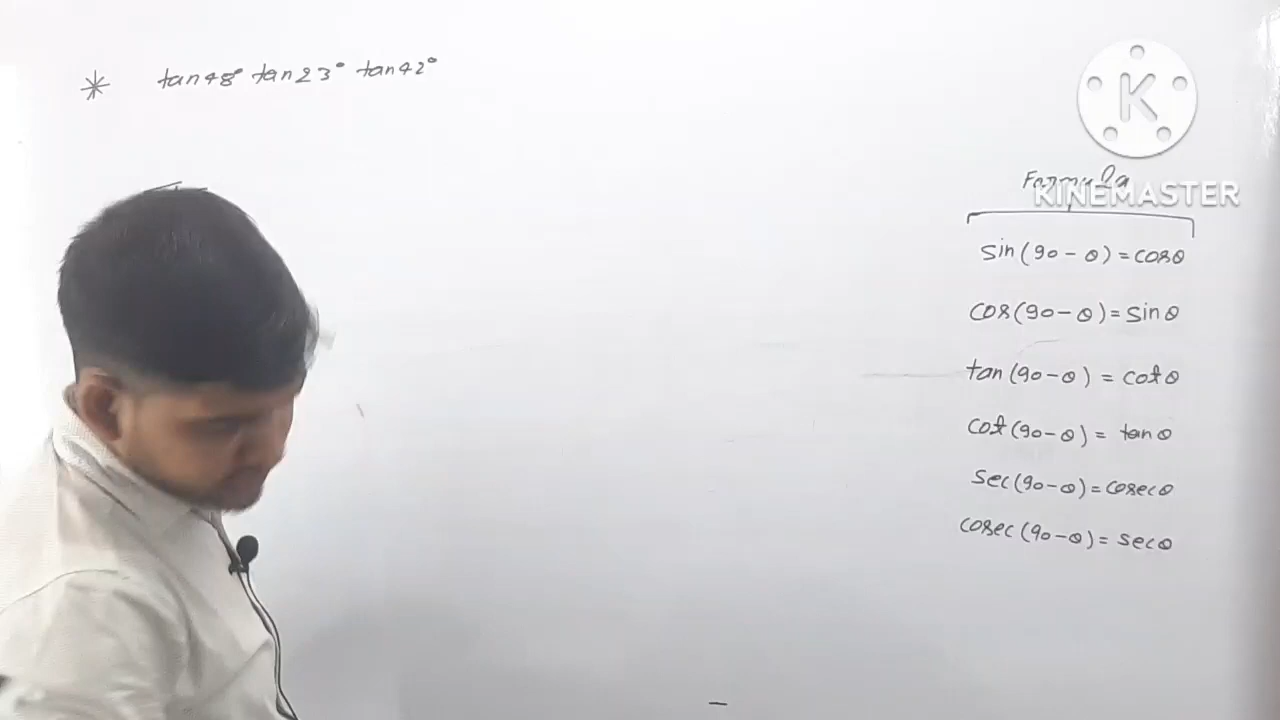 * tan48° tan23° tan42°
K
Formula
KINEMASTER
sin(90-θ)=cosθ
cos(90-θ)=sinθ
tan(90-θ)=cotθ
cot(90-θ)=tanθ
sec(90-θ)=cosecθ
cosec(90-θ)=secθ